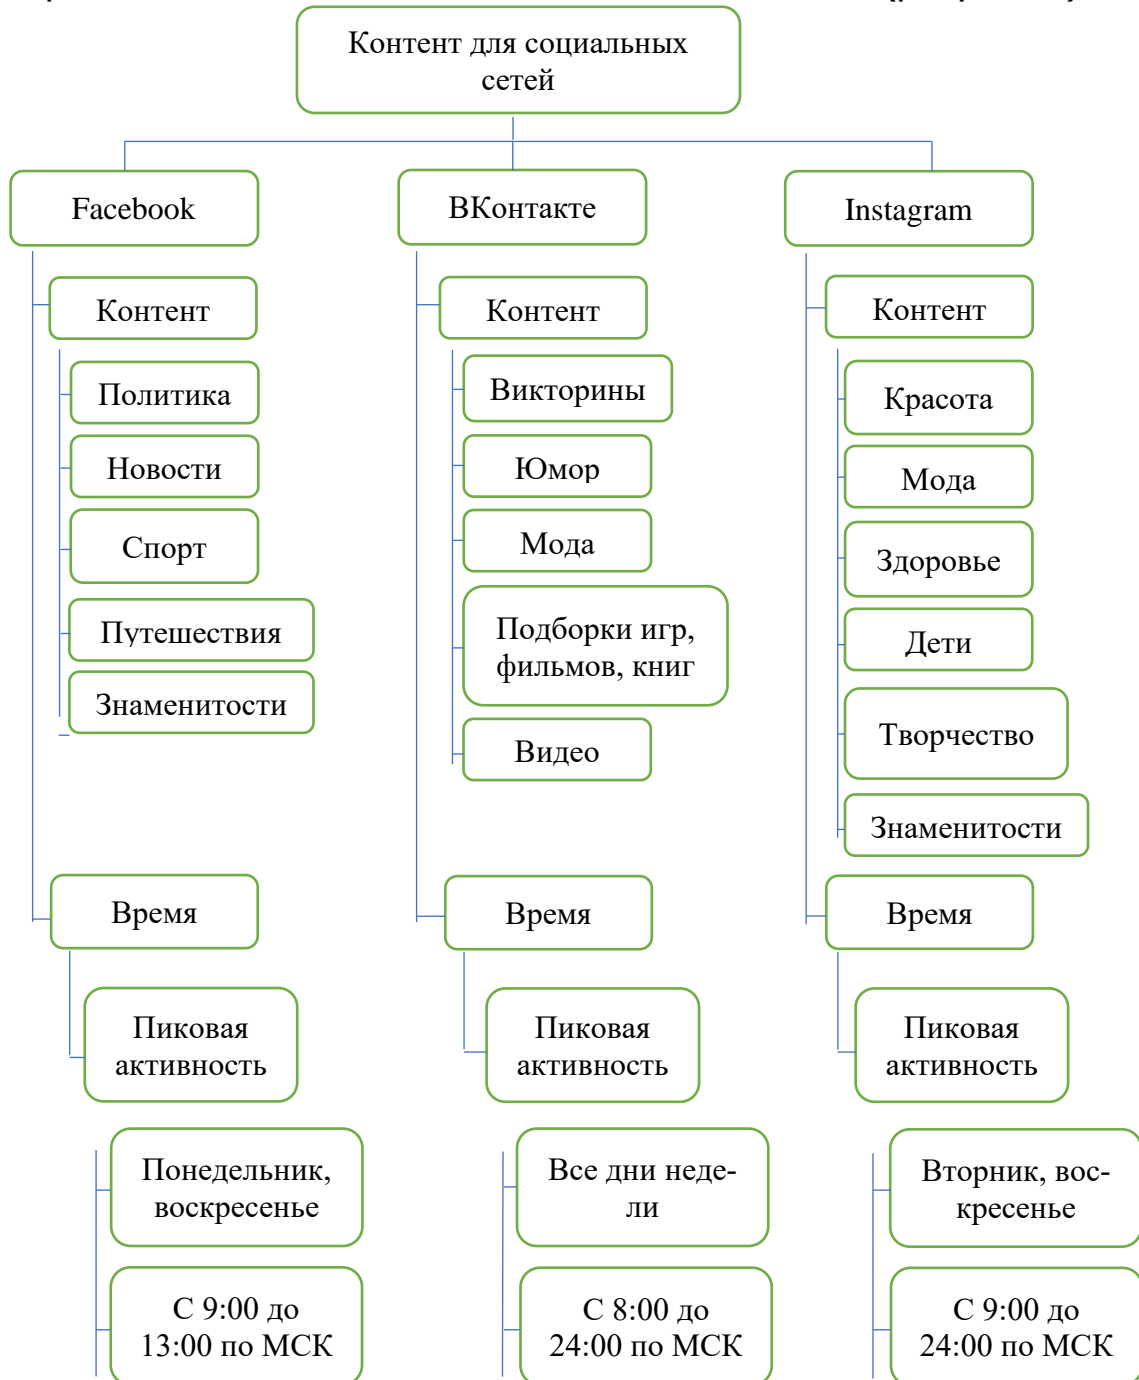 Контент для социальных
сетей
Facebook
Контент
Политика
Новости
Спорт
Путешествия
Знаменитости
Время
Пиковая
активность
Понедельник,
воскресенье
С 9:00 до
13:00 по МСК
ВКонтакте
Контент
Викторины
Юмор
Мода
Подборки игр,
фильмов, книг
Видео
Время
Пиковая
активность
Все дни неде-
ли
С 8:00 до
24:00 по МСК
Instagram
Контент
Красота
Мода
Здоровье
Дети
Творчество
Знаменитости
Время
Пиковая
активность
Вторник, вос-
кресенье
С 9:00 до
24:00 по МСК